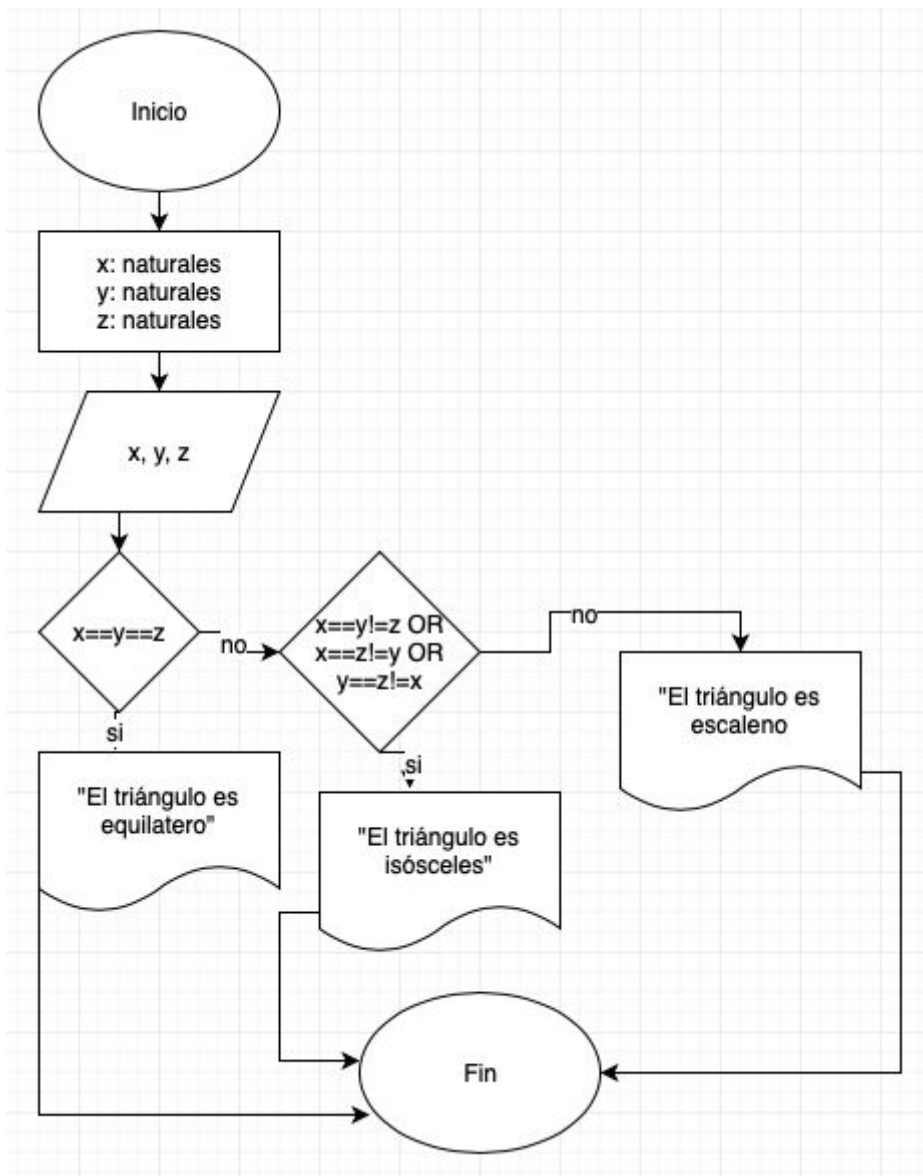 Inicio
x: naturales
y: naturales
z: naturales
x, y, z
x==y==z
no
x==y!=z OR
x==z!=y OR
y==z!=x
no
"El triángulo es
escaleno
si
"El triángulo es
equilatero"
si
"El triángulo es
isósceles"
Fin